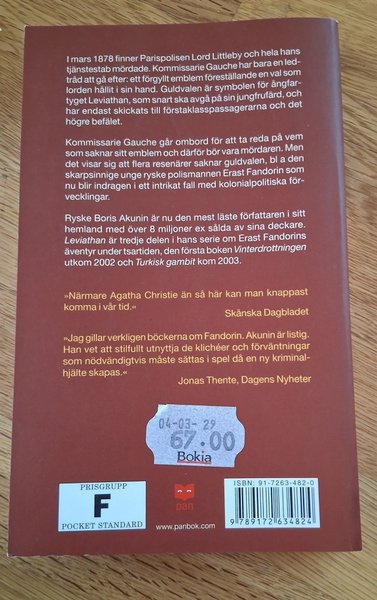 I mars 1878 finner Parispolisen Lord Littleby och hela hans
tjänstestab mördade. Kommissarie Gauche har bara en led-
tråd att gå efter: ett förgyllt emblem föreställande en val som
lorden hållit i sin hand. Guldvalen är symbolen för ångfar-
tyget Leviathan, som snart ska avgå på sin jungfrufärd, och
har endast skickats till förstaklasspassagerarna och det
högre befälet.
Kommissarie Gauche går ombord för att ta reda på vem
som saknar sitt emblem och därför bör vara mördaren. Men
det visar sig att flera resenärer saknar guldvalen, bl a den
skarpsinnige unge ryske polismannen Erast Fandorin som
nu blir indragen i ett intrikat fall med kolonialpolitiska för-
vecklingar.
Ryske Boris Akunin är nu den mest läste författaren i sitt
hemland med över 8 miljoner ex sålda av sina deckare.
Leviathan är tredje delen i hans serie om Erast Fandorins
äventyr under tsartiden, den första boken Vinterdrottningen
utkom 2002 och Turkisk gambit kom 2003.
»Närmare Agatha Christie än så här kan man knappast
komma i vår tid.«
Skånska Dagbladet
»Jag gillar verkligen böckerna om Fandorin. Akunin är listig.
Han vet att stilfullt utnyttja de klichéer och förväntningar
som nödvändigtvis måste sättas i spel då en ny kriminal-
hjälte skapas.«
Jonas Thente, Dagens Nyheter
04-03-29
67.00
Bokia
PRISGRUPP
F
POCKET STANDARD
pan
www.panbok.com
ISBN: 91-7263-482-0
9 789172 634824